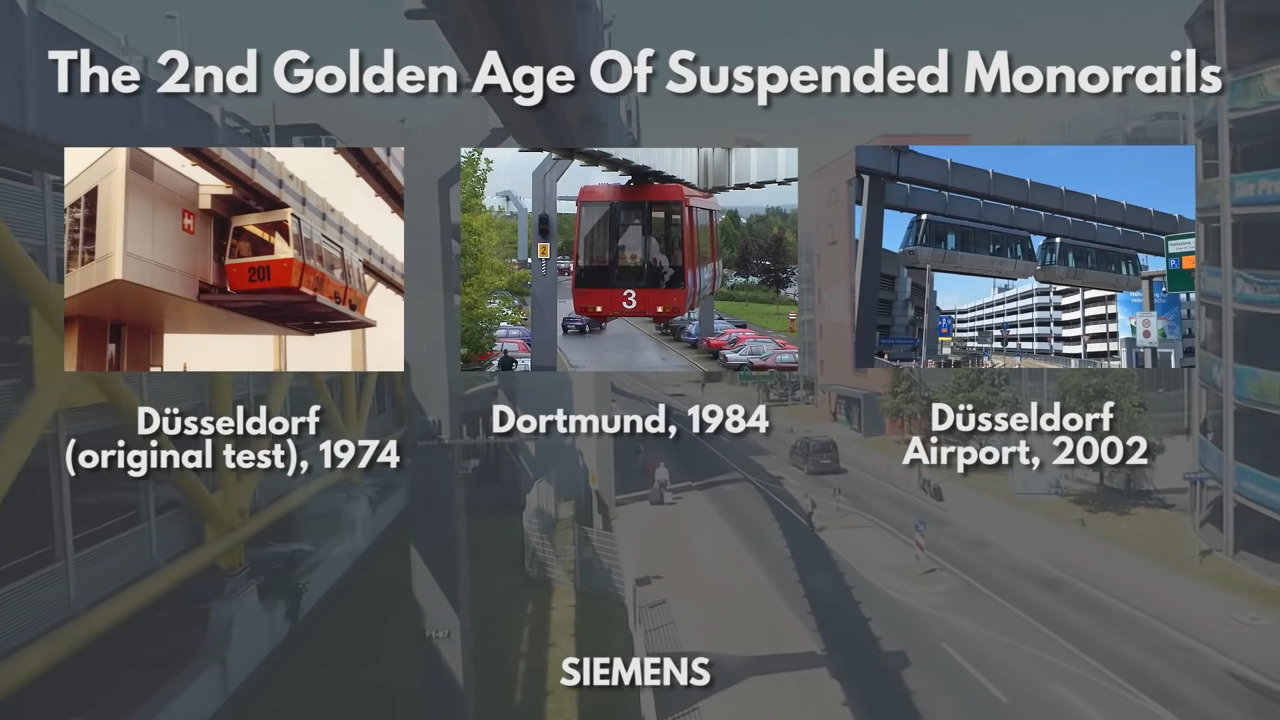 The 2nd Golden Age Of Suspended Monorails
201
H
2
3
P
Düsseldorf
(original test), 1974
Dortmund, 1984
Düsseldorf
Airport, 2002
SIEMENS